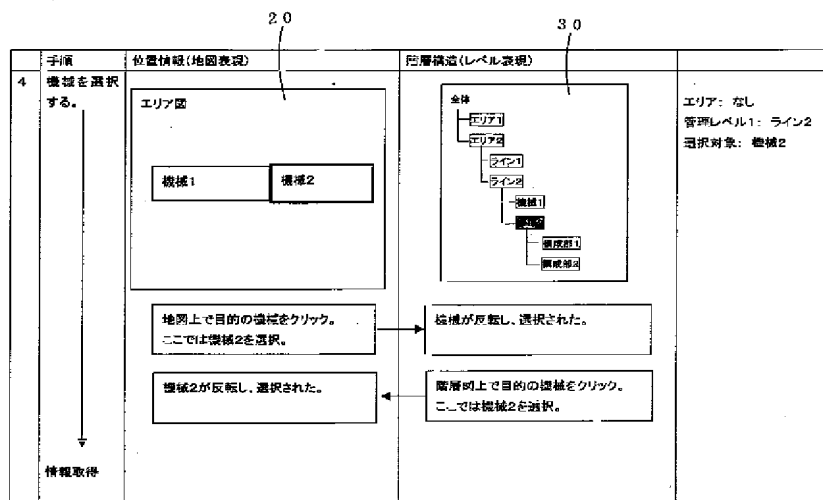 20
30
手順
位置情報(地図表現)
階層構造(レベル表現)
4
機械を選択
する。
エリア図
機械1
機械2
全体
エリア1
エリア2
ライン1
ライン2
機械1
機械2
構成部1
構成部2
エリア: なし
管理レベル1: ライン2
選択対象: 機械2
地図上で目的の機械をクリック。
ここでは機械2を選択。
機械が反転し、選択された。
機械2が反転し、選択された。
階層図上で目的の機械をクリック。
ここでは機械2を選択。
情報取得